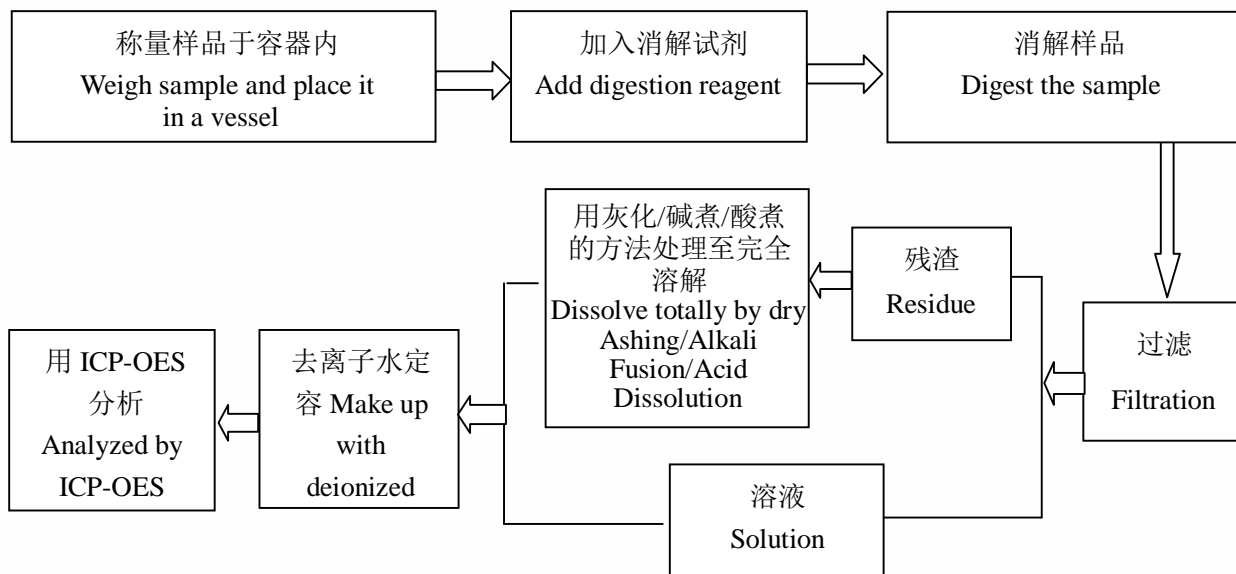 称量样品于容器内
Weigh sample and place it
in a vessel
加入消解试剂
Add digestion reagent
消解样品
Digest the sample
过滤
Filtration
残渣
Residue
用灰化/碱煮/酸煮
的方法处理至完全
溶解
Dissolve totally by dry
Ashing/Alkali
Fusion/Acid
Dissolution
溶液
Solution
去离子水定
容 Make up
with
deionized
用 ICP-OES
分析
Analyzed by
ICP-OES